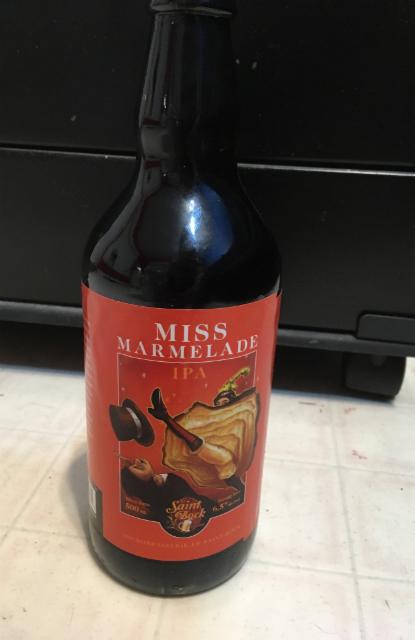 MISS
MARMELADE
IPA
500 ml
Saint
Bock
6.5%